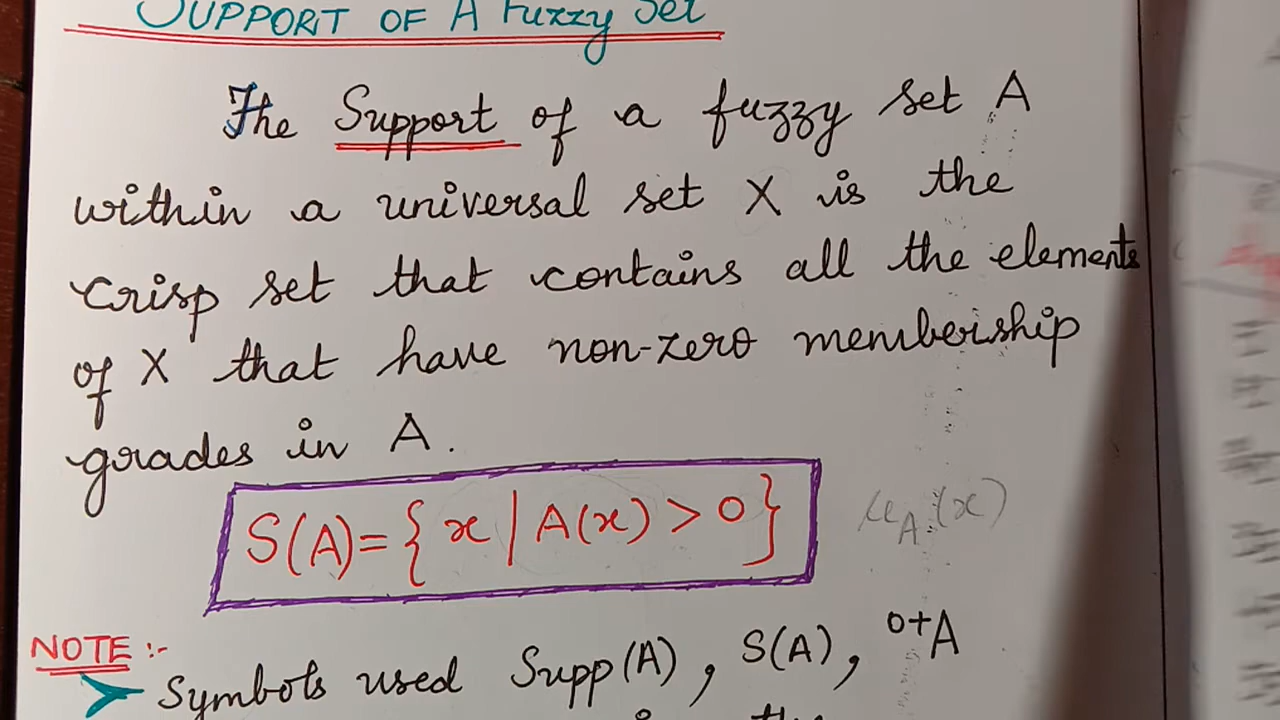 SUPPORT OF A Fuzzy Set
The Support of a fuzzy set A
within a universal set X is the
crisp set that contains all the elements
of X that have non-zero membership
grades in A.
S(A)={ x | A(x) > 0 }
μ_A(x)
NOTE :-
➤ Symbols used Supp(A), S(A), ⁰⁺A